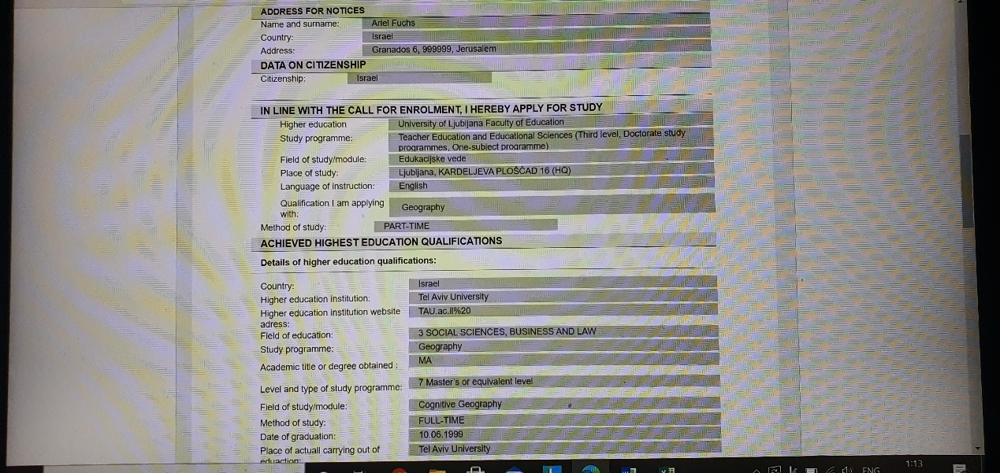 ADDRESS FOR NOTICES
Name and surname: Ariel Fuchs
Country: Israel
Address: Granados 6, 999999, Jerusalem
DATA ON CITIZENSHIP
Citizenship: Israel
IN LINE WITH THE CALL FOR ENROLMENT, I HEREBY APPLY FOR STUDY
Higher education University of Ljubljana Faculty of Education
Study programme: Teacher Education and Educational Sciences (Third level, Doctorate study
programmes, One-subject programme)
Field of study/module: Edukacijske vede
Place of study: Ljubljana, KARDELJEVA PLOŠČAD 16 (HQ)
Language of instruction: English
Qualification I am applying
with: Geography
Method of study: PART-TIME
ACHIEVED HIGHEST EDUCATION QUALIFICATIONS
Details of higher education qualifications:
Country: Israel
Higher education institution: Tel Aviv University
Higher education institution website TAU.ac.il%20
adress:
Field of education: 3 SOCIAL SCIENCES, BUSINESS AND LAW
Study programme: Geography
Academic title or degree obtained : MA
Level and type of study programme: 7 Master's or equivalent level
Field of study/module: Cognitive Geography
Method of study: FULL-TIME
Date of graduation: 10.06.1999
Place of actuall carrying out of Tel Aviv University
eduaction:
ENG
1:13